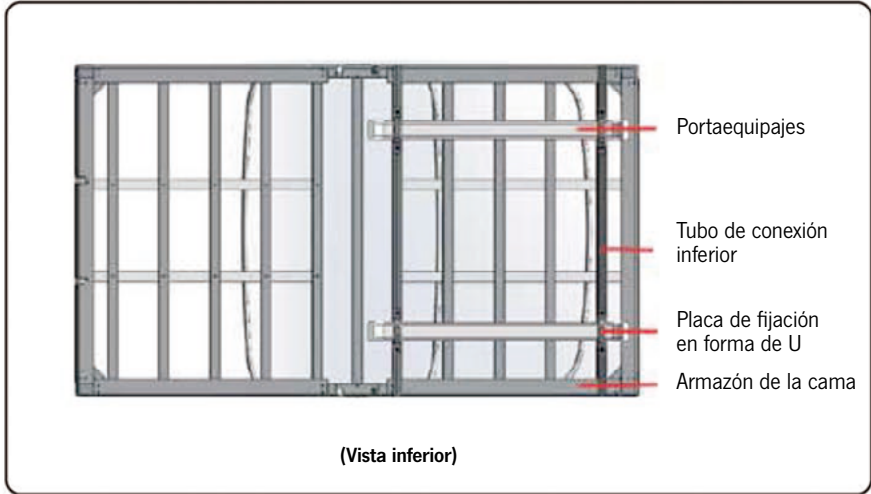 Portaequipajes
Tubo de conexión
inferior
Placa de fijación
en forma de U
Armazón de la cama
(Vista inferior)